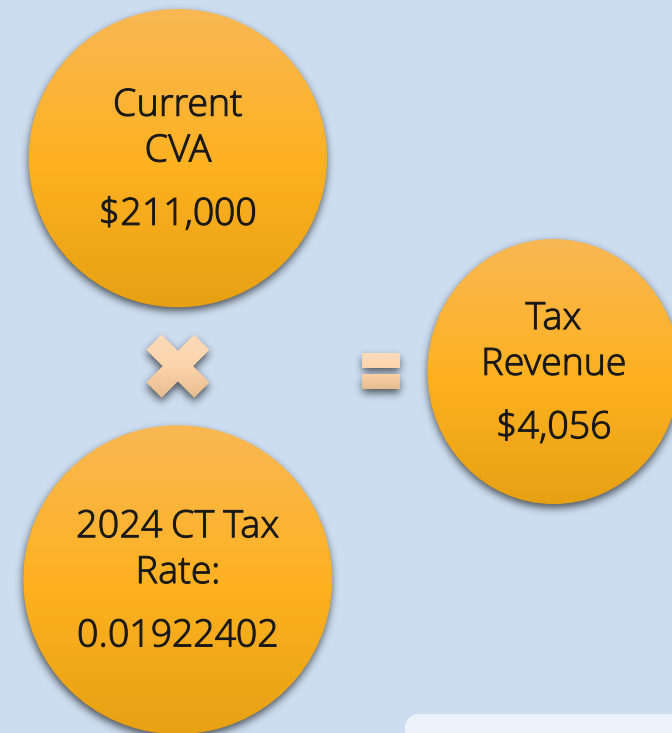 Current
CVA
$211,000
2024 CT Tax
Rate:
0.01922402
Tax
Revenue
$4,056